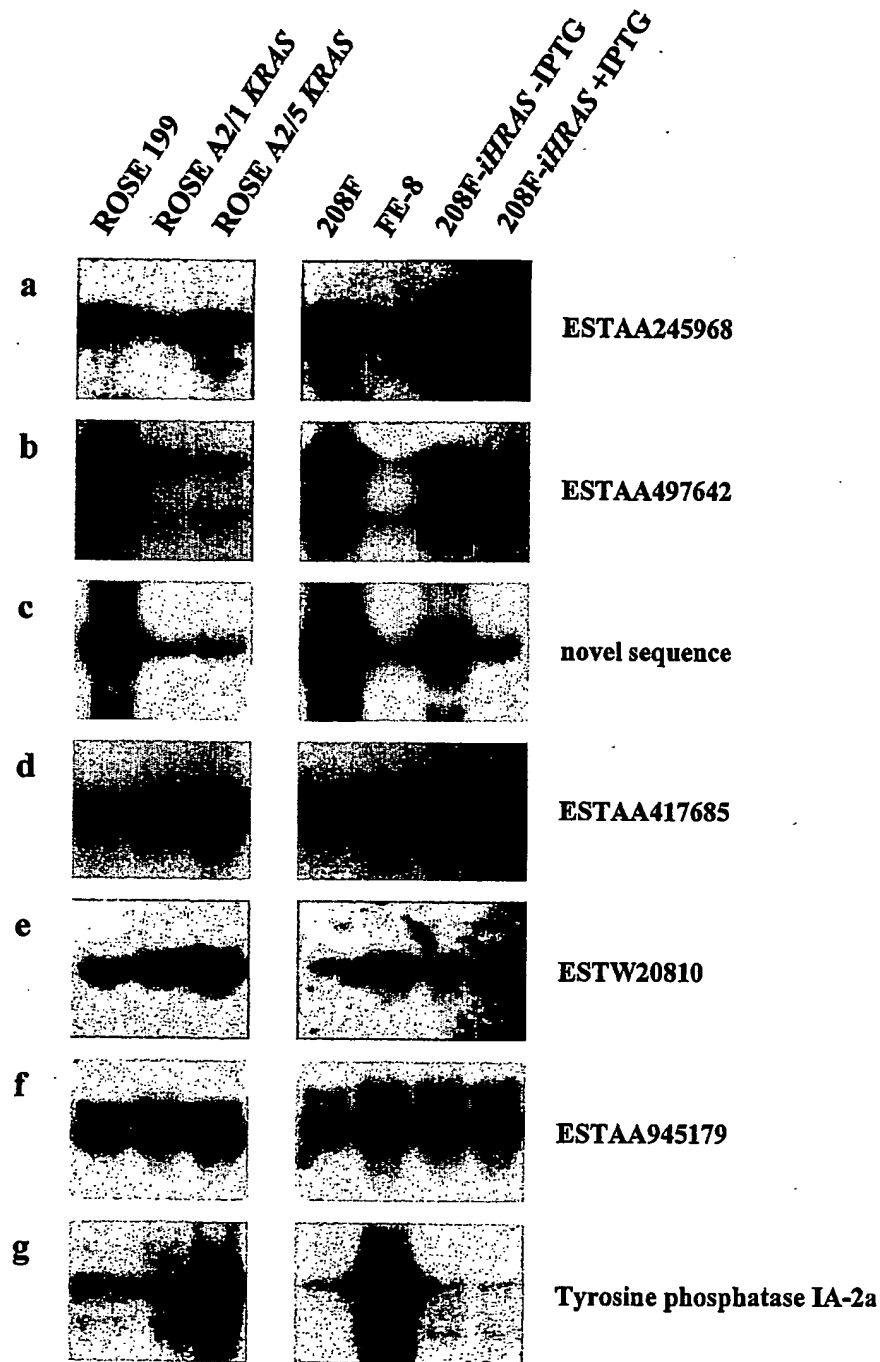 ROSE 199
ROSE A2/1 KRAS
ROSE A2/5 KRAS
208F
FE-8
208F-iHRAS -IPTG
208F-iHRAS +IPTG
a
ESTAA245968
b
ESTAA497642
c
novel sequence
d
ESTAA417685
e
ESTW20810
f
ESTAA945179
g
Tyrosine phosphatase IA-2a